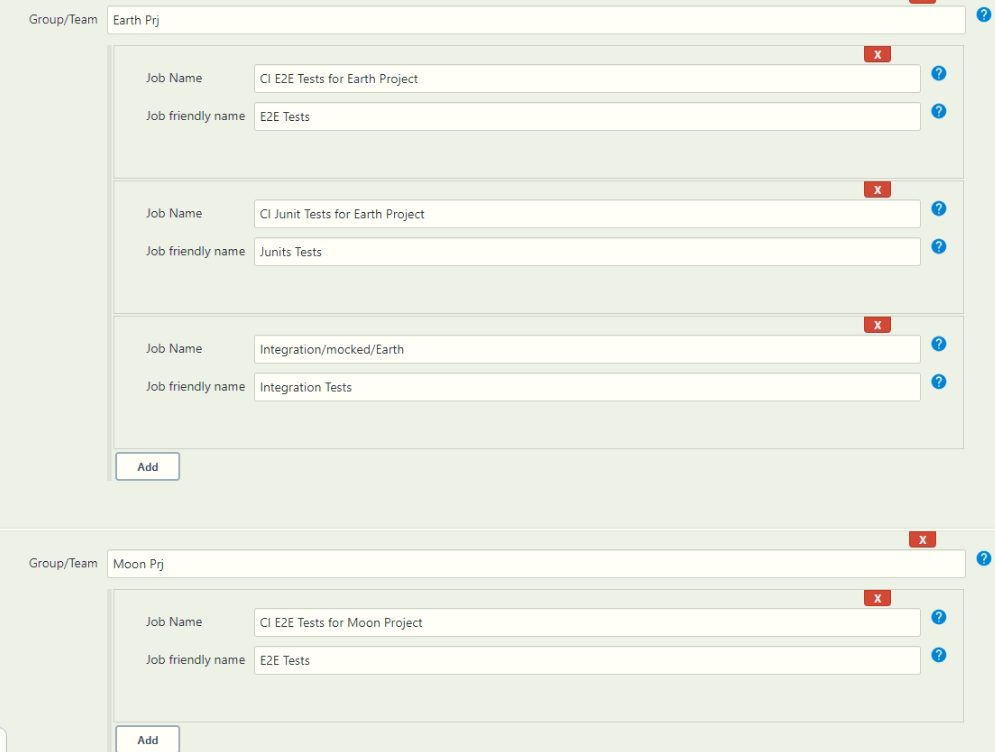 Group/Team Earth Prj ?
X
Job Name CI E2E Tests for Earth Project ?
Job friendly name E2E Tests ?
X
Job Name CI Junit Tests for Earth Project ?
Job friendly name Junits Tests ?
X
Job Name Integration/mocked/Earth ?
Job friendly name Integration Tests ?
Add
X
Group/Team Moon Prj ?
X
Job Name CI E2E Tests for Moon Project ?
Job friendly name E2E Tests ?
Add